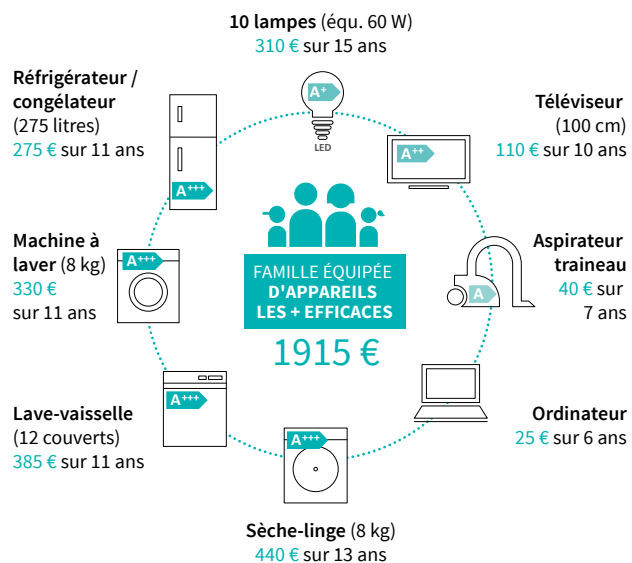 10 lampes (équ. 60 W)
310 € sur 15 ans
A+
LED
Réfrigérateur /
congélateur
(275 litres)
275 € sur 11 ans
A+++
Téléviseur
(100 cm)
110 € sur 10 ans
A++
Machine à
laver (8 kg)
330 €
sur 11 ans
A+++
FAMILLE ÉQUIPÉE
D'APPAREILS
LES + EFFICACES
1915 €
Aspirateur
traineau
40 € sur
7 ans
A
Lave-vaisselle
(12 couverts)
385 € sur 11 ans
A+++
Ordinateur
25 € sur 6 ans
A+++
Sèche-linge (8 kg)
440 € sur 13 ans